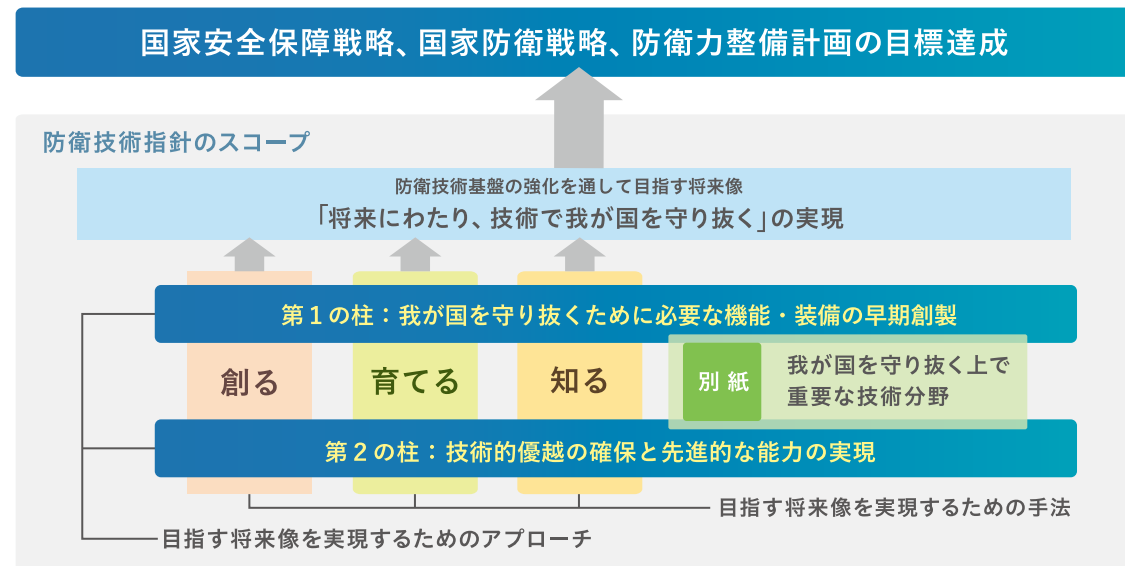 国家安全保障戦略、国家防衛戦略、防衛力整備計画の目標達成
防衛技術指針のスコープ
防衛技術基盤の強化を通して目指す将来像
「将来にわたり、技術で我が国を守り抜く」の実現
第1の柱：我が国を守り抜くために必要な機能・装備の早期創製
創る
育てる
知る
別紙
我が国を守り抜く上で
重要な技術分野
第2の柱：技術的優越の確保と先進的な能力の実現
目指す将来像を実現するための手法
目指す将来像を実現するためのアプローチ